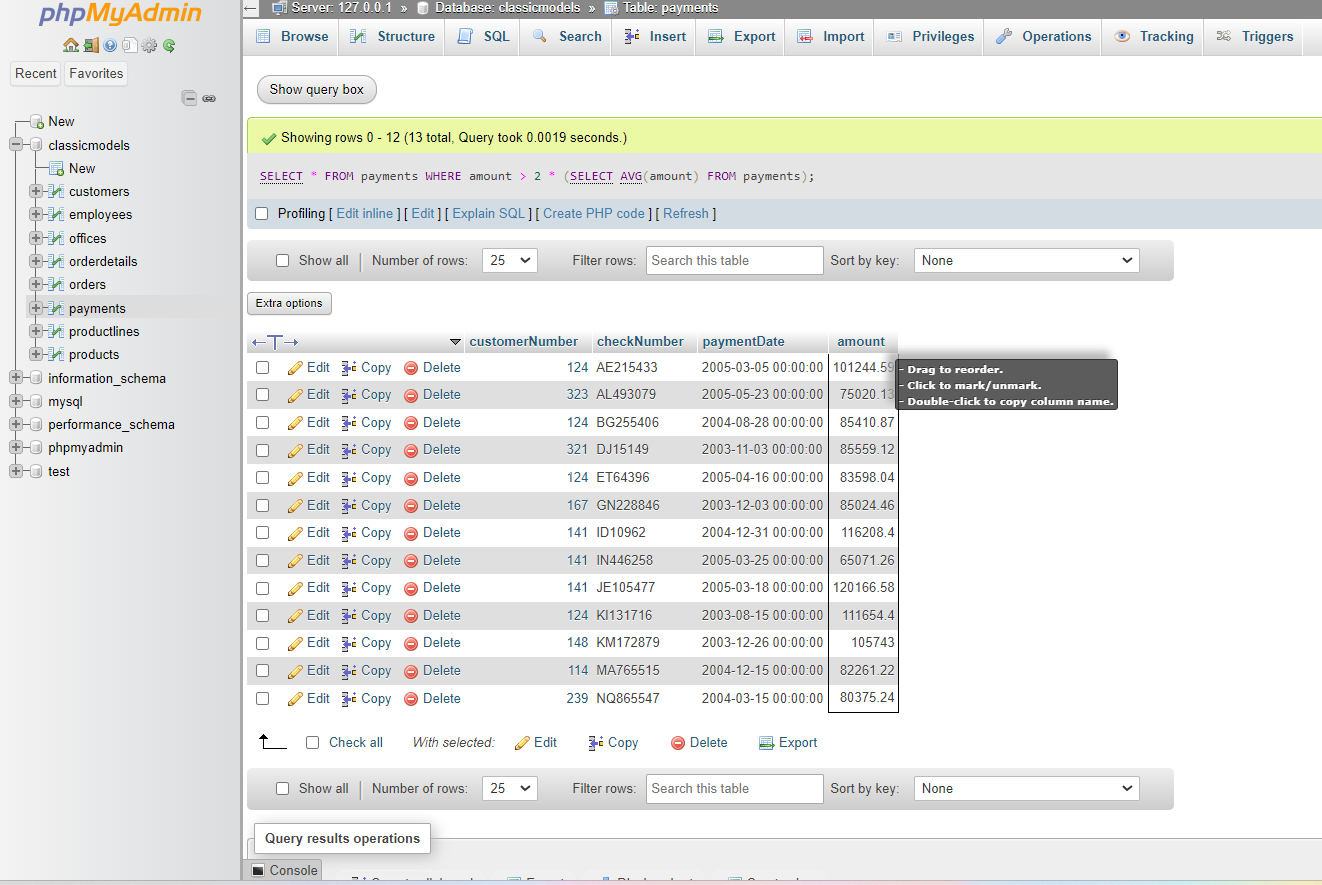 phpMyAdmin
Recent Favorites
New
classicmodels
New
customers
employees
offices
orderdetails
orders
payments
productlines
products
information_schema
mysql
performance_schema
phpmyadmin
test
Server: 127.0.0.1 » Database: classicmodels » Table: payments
Browse Structure SQL Search Insert Export Import Privileges Operations Tracking Triggers
Show query box
Showing rows 0 - 12 (13 total, Query took 0.0019 seconds.)
SELECT * FROM payments WHERE amount > 2 * (SELECT AVG(amount) FROM payments);
Profiling [ Edit inline ] [ Edit ] [ Explain SQL ] [ Create PHP code ] [ Refresh ]
Show all | Number of rows: 25 Filter rows: Search this table Sort by key: None
Extra options
←T→ customerNumber checkNumber paymentDate amount
Edit Copy Delete 124 AE215433 2005-03-05 00:00:00 101244.59
- Drag to reorder.
- Click to mark/unmark.
- Double-click to copy column name.
Edit Copy Delete 323 AL493079 2005-05-23 00:00:00 75020.13
Edit Copy Delete 124 BG255406 2004-08-28 00:00:00 85410.87
Edit Copy Delete 321 DJ15149 2003-11-03 00:00:00 85559.12
Edit Copy Delete 124 ET64396 2005-04-16 00:00:00 83598.04
Edit Copy Delete 167 GN228846 2003-12-03 00:00:00 85024.46
Edit Copy Delete 141 ID10962 2004-12-31 00:00:00 116208.4
Edit Copy Delete 141 IN446258 2005-03-25 00:00:00 65071.26
Edit Copy Delete 141 JE105477 2005-03-18 00:00:00 120166.58
Edit Copy Delete 124 KI131716 2003-08-15 00:00:00 111654.4
Edit Copy Delete 148 KM172879 2003-12-26 00:00:00 105743
Edit Copy Delete 114 MA765515 2004-12-15 00:00:00 82261.22
Edit Copy Delete 239 NQ865547 2004-03-15 00:00:00 80375.24
Check all With selected: Edit Copy Delete Export
Show all | Number of rows: 25 Filter rows: Search this table Sort by key: None
Query results operations
Console